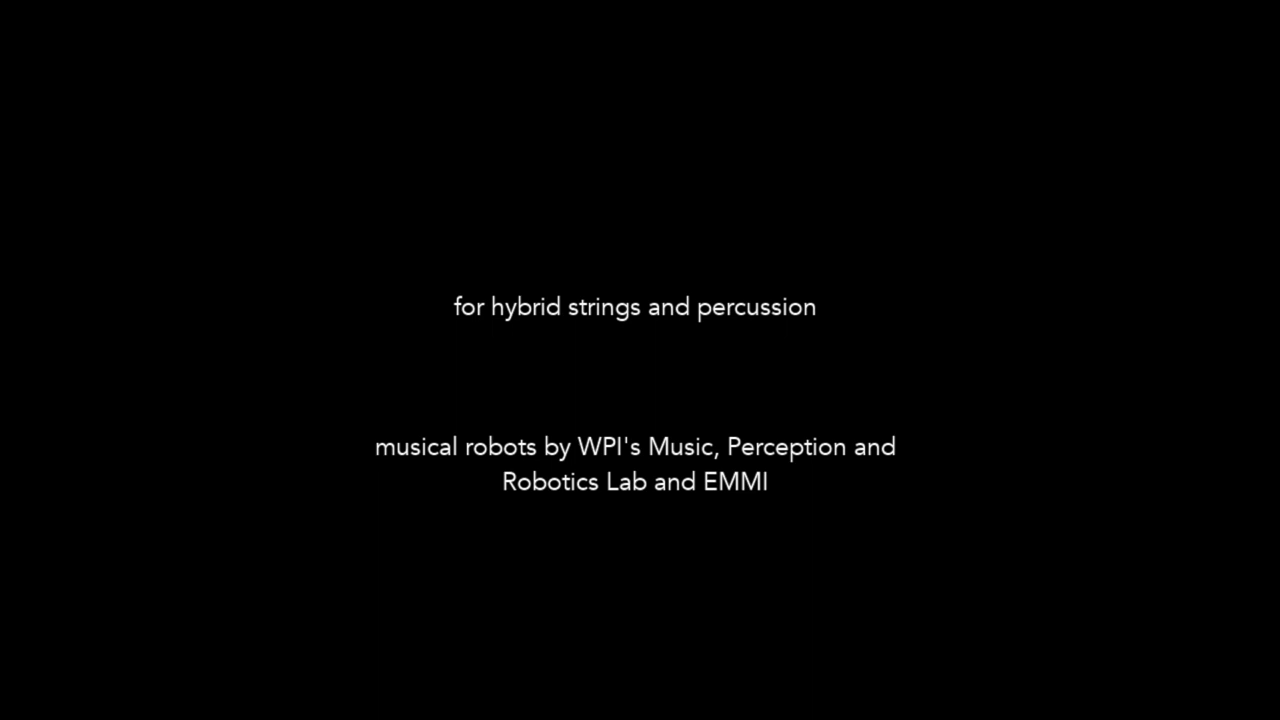 for hybrid strings and percussion
musical robots by WPI's Music, Perception and
Robotics Lab and EMMI